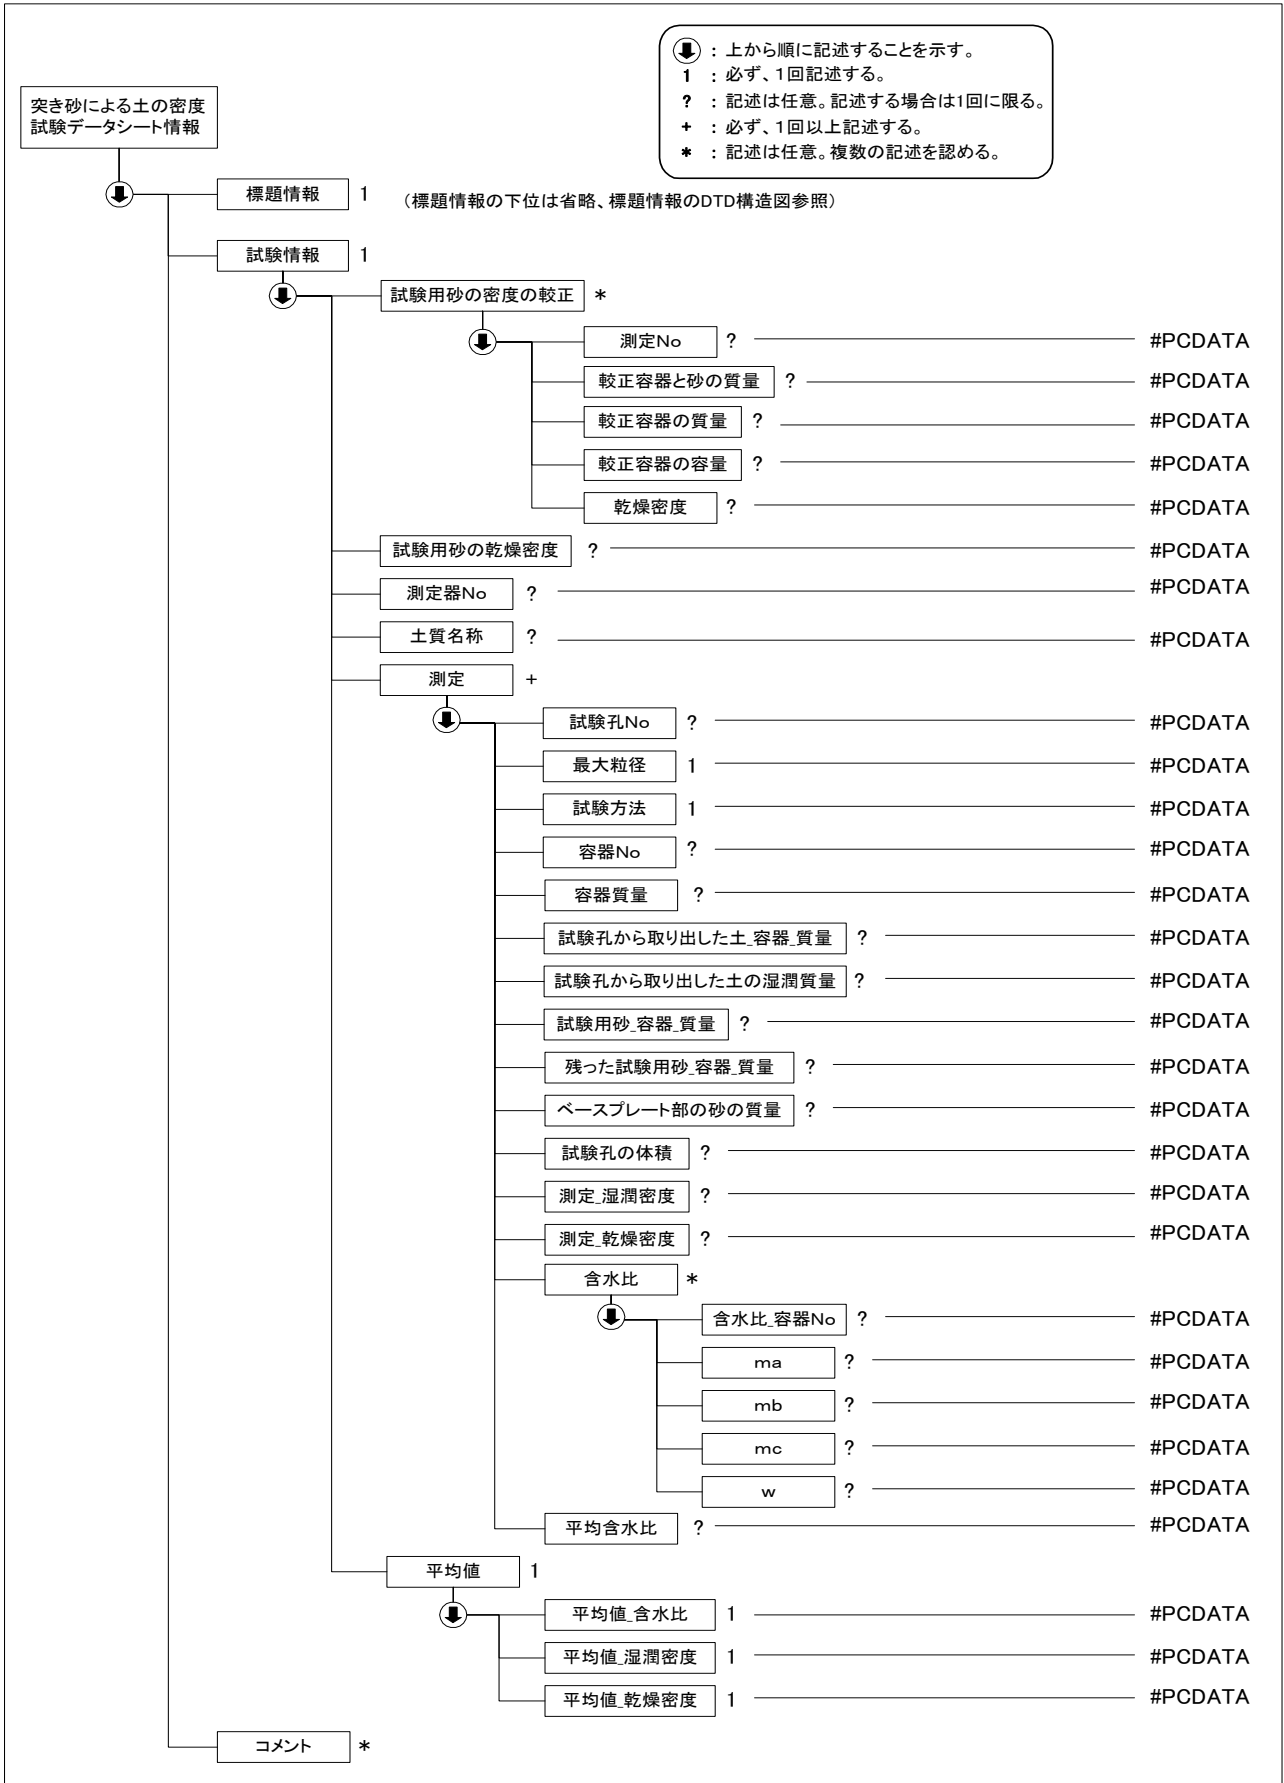 ⬇ : 上から順に記述することを示す。
1 : 必ず、1回記述する。
? : 記述は任意。記述する場合は1回に限る。
+ : 必ず、1回以上記述する。
* : 記述は任意。複数の記述を認める。
突き砂による土の密度
試験データシート情報
標題情報 1 （標題情報の下位は省略、標題情報のDTD構造図参照）
試験情報 1
試験用砂の密度の較正 *
測定No ? #PCDATA
較正容器と砂の質量 ? #PCDATA
較正容器の質量 ? #PCDATA
較正容器の容量 ? #PCDATA
乾燥密度 ? #PCDATA
試験用砂の乾燥密度 ? #PCDATA
測定器No ? #PCDATA
土質名称 ? #PCDATA
測定 +
試験孔No ? #PCDATA
最大粒径 1 #PCDATA
試験方法 1 #PCDATA
容器No ? #PCDATA
容器質量 ? #PCDATA
試験孔から取り出した土_容器_質量 ? #PCDATA
試験孔から取り出した土の湿潤質量 ? #PCDATA
試験用砂_容器_質量 ? #PCDATA
残った試験用砂_容器_質量 ? #PCDATA
ベースプレート部の砂の質量 ? #PCDATA
試験孔の体積 ? #PCDATA
測定_湿潤密度 ? #PCDATA
測定_乾燥密度 ? #PCDATA
含水比 *
含水比_容器No ? #PCDATA
ma ? #PCDATA
mb ? #PCDATA
mc ? #PCDATA
w ? #PCDATA
平均含水比 ? #PCDATA
平均値 1
平均値_含水比 1 #PCDATA
平均値_湿潤密度 1 #PCDATA
平均値_乾燥密度 1 #PCDATA
コメント *